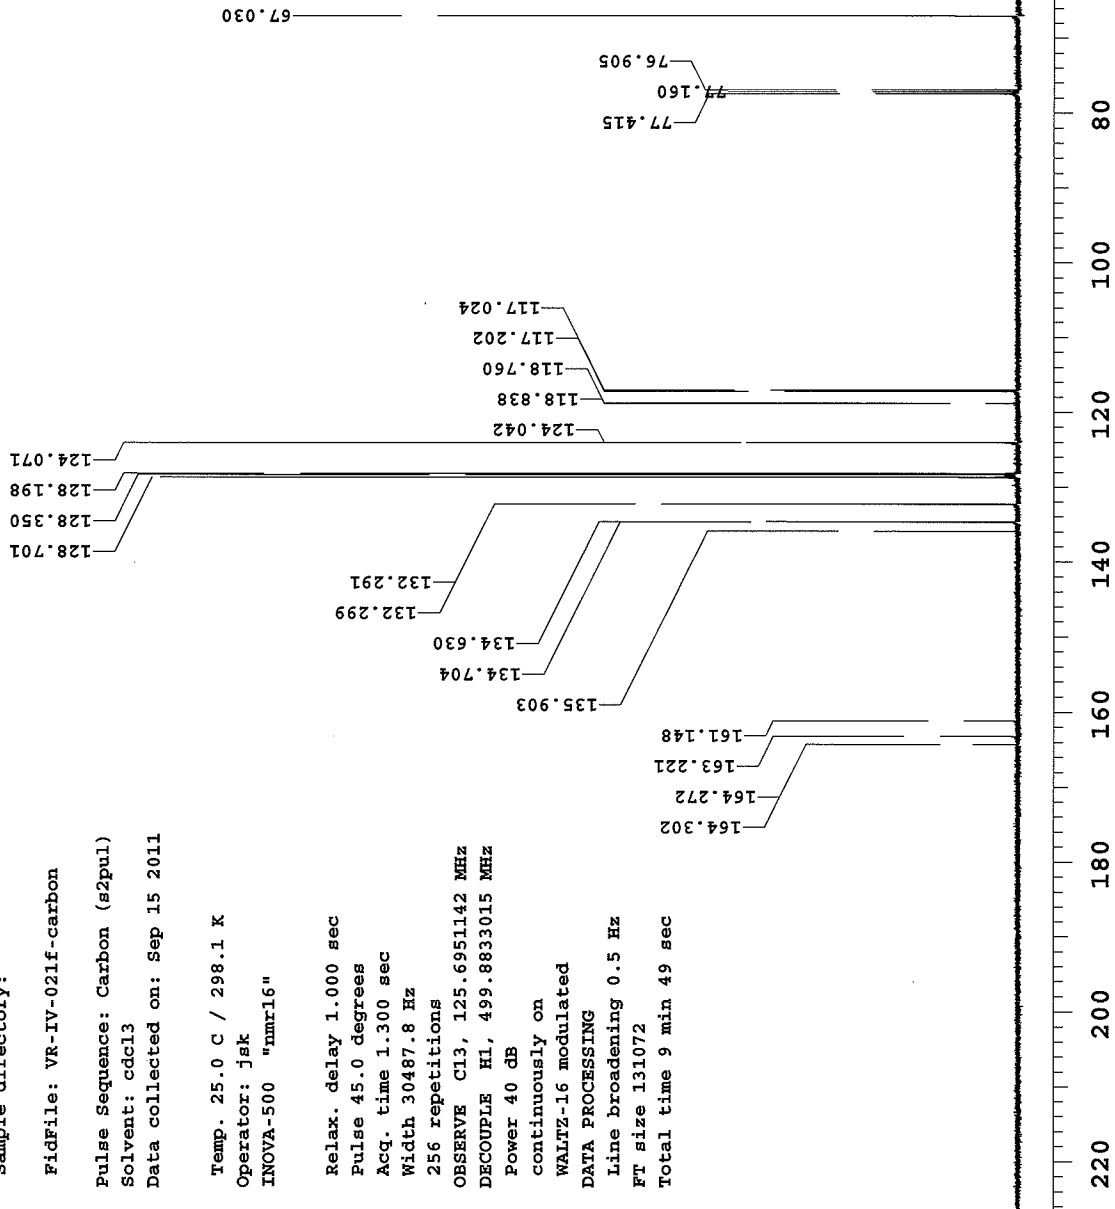 Sample directory:
FidFile: VR-IV-021f-carbon
Pulse Sequence: Carbon (s2pul)
Solvent: cdcl3
Data collected on: Sep 15 2011
Temp. 25.0 C / 298.1 K
Operator: jsk
INOVA-500 "nmr16"
Relax. delay 1.000 sec
Pulse 45.0 degrees
Acq. time 1.300 sec
Width 30487.8 Hz
256 repetitions
OBSERVE C13, 125.6951142 MHz
DECOUPLE H1, 499.8833015 MHz
Power 40 dB
continuously on
WALTZ-16 modulated
DATA PROCESSING
Line broadening 0.5 Hz
FT size 131072
Total time 9 min 49 sec
164.302
164.272
163.221
161.148
135.903
134.704
134.630
132.299
132.291
128.701
128.350
128.198
124.071
124.042
118.838
118.760
117.202
117.024
77.415
77.160
76.905
67.030
220
200
180
160
140
120
100
80